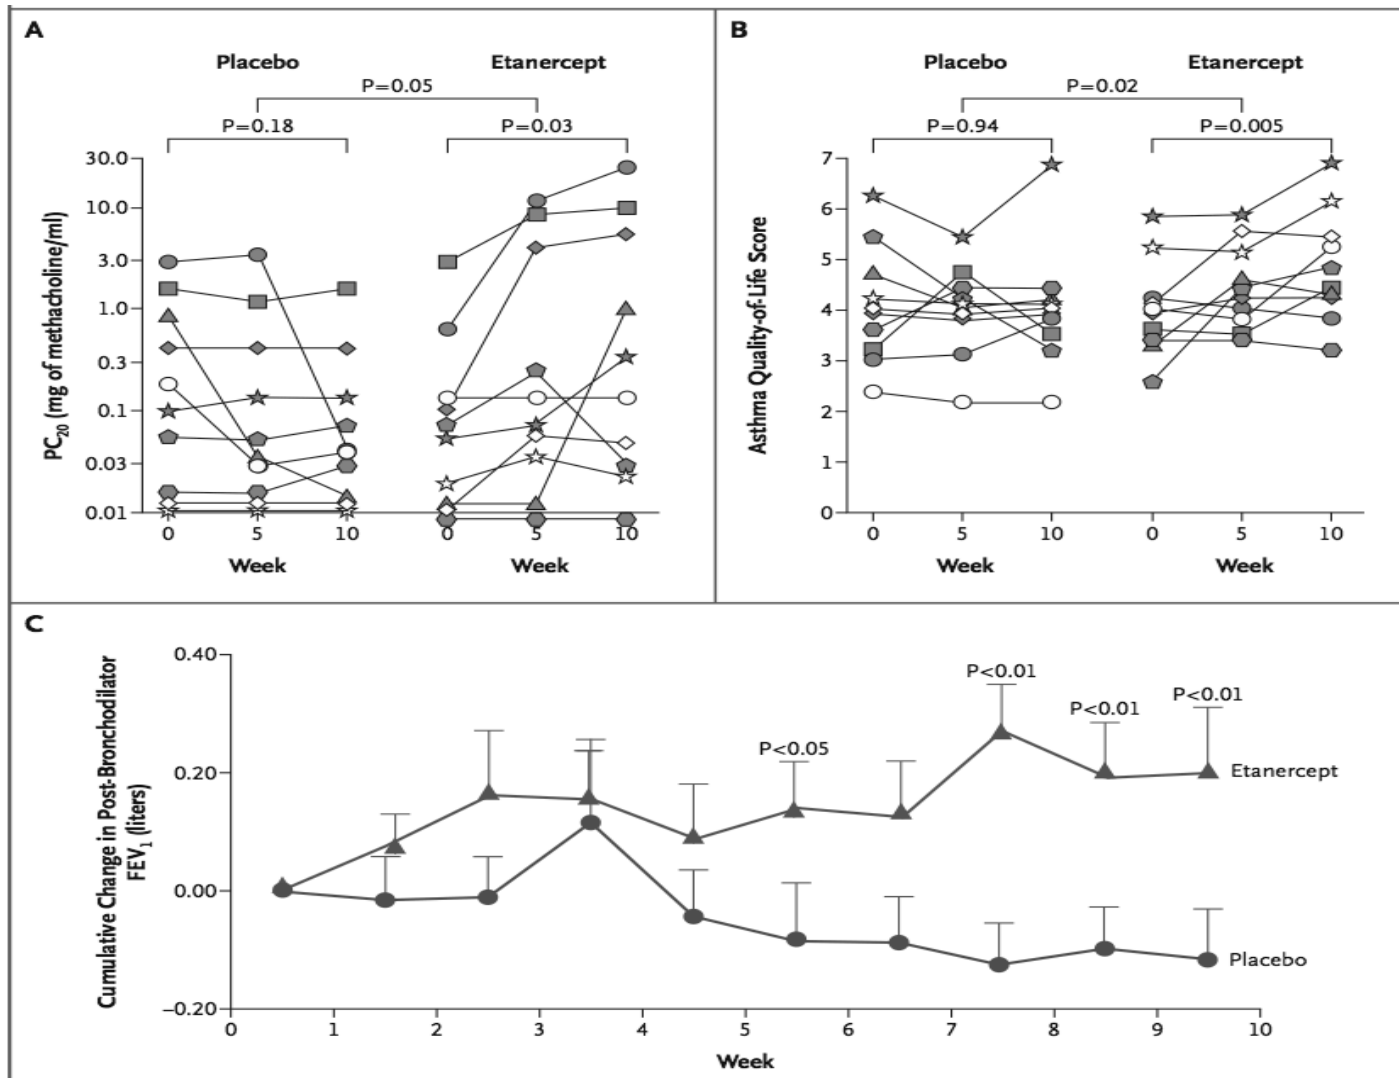 A
Placebo Etanercept
P=0.05
P=0.18 P=0.03
PC20 (mg of methacholine/ml)
30.0
10.0
3.0
1.0
0.3
0.1
0.03
0.01
0 5 10 0 5 10
Week Week
B
Placebo Etanercept
P=0.02
P=0.94 P=0.005
Asthma Quality-of-Life Score
7
6
5
4
3
2
1
0
0 5 10 0 5 10
Week Week
C
Cumulative Change in Post-Bronchodilator
FEV1 (liters)
0.40
0.20
0.00
–0.20
P<0.05
P<0.01
P<0.01
P<0.01
Etanercept
Placebo
0 1 2 3 4 5 6 7 8 9 10
Week